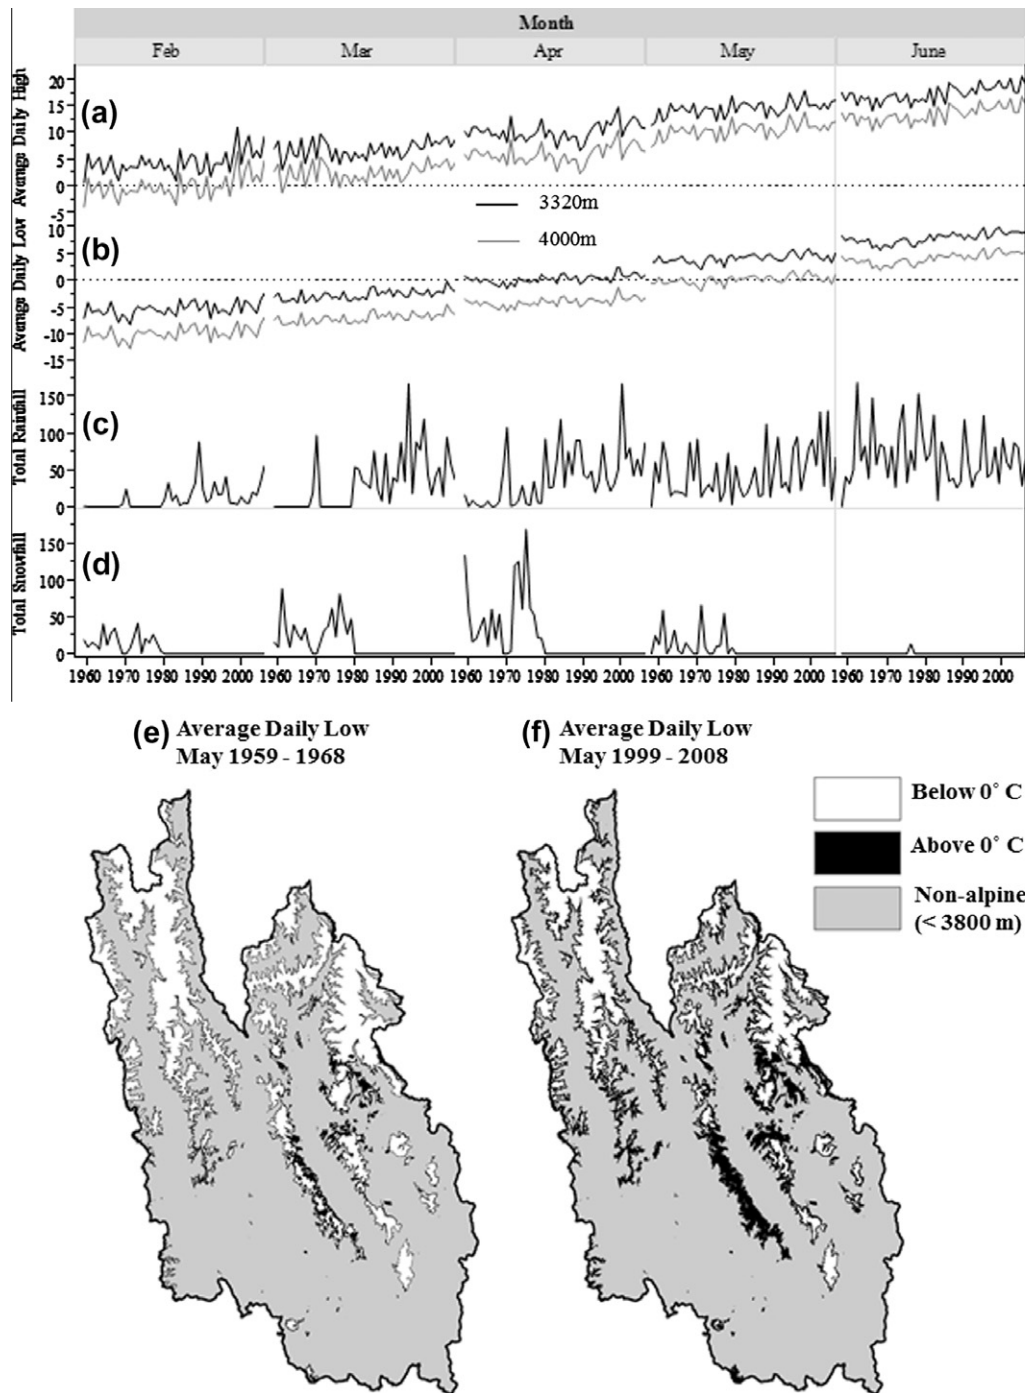 Month
Feb Mar Apr May June
Average Daily High
20
15
10
5
0
-5
(a)
3320m
4000m
Average Daily Low
10
5
0
-5
-10
-15
(b)
Total Rainfall
150
100
50
0
(c)
Total Snowfall
150
100
50
0
(d)
1960 1970 1980 1990 2000 1960 1970 1980 1990 2000 1960 1970 1980 1990 2000 1960 1970 1980 1990 2000 1960 1970 1980 1990 2000
(e) Average Daily Low
May 1959 - 1968
(f) Average Daily Low
May 1999 - 2008
Below 0° C
Above 0° C
Non-alpine
(< 3800 m)